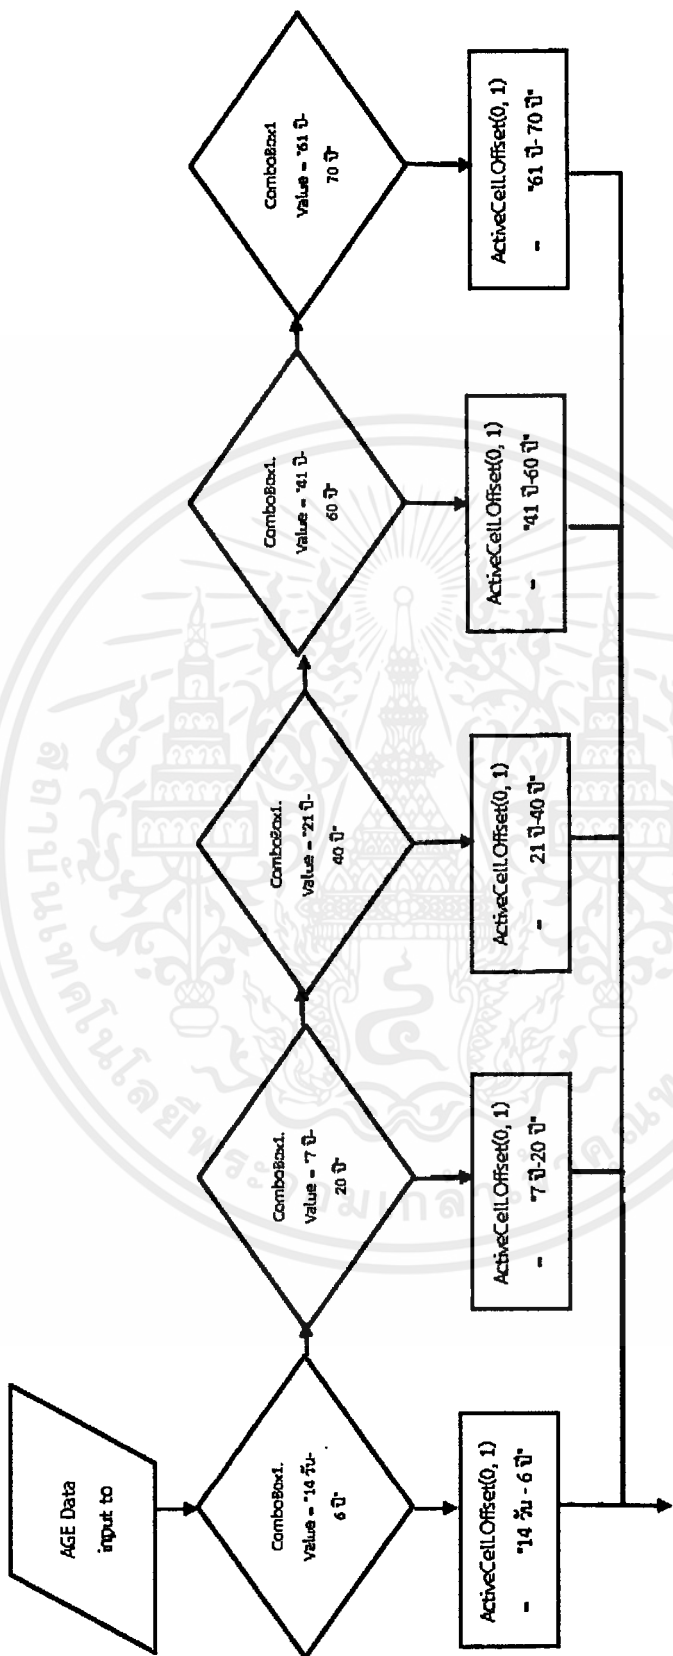 AGE Data
input to
ComboBox1.
Value = "14 วัน-
6 ปี"
ComboBox1.
Value = "7 ปี-
20 ปี"
ComboBox1.
Value = "21 ปี-
40 ปี"
ComboBox1.
Value = "41 ปี-
60 ปี"
ComboBox1
Value = "61 ปี-
70 ปี"
ActiveCell.Offset(0, 1)
= "14 วัน - 6 ปี"
ActiveCell.Offset(0, 1)
= "7 ปี-20 ปี"
ActiveCell.Offset(0, 1)
= 21 ปี-40 ปี"
ActiveCell.Offset(0, 1)
= "41 ปี-60 ปี"
ActiveCell.Offset(0, 1)
= "61 ปี- 70 ปี"